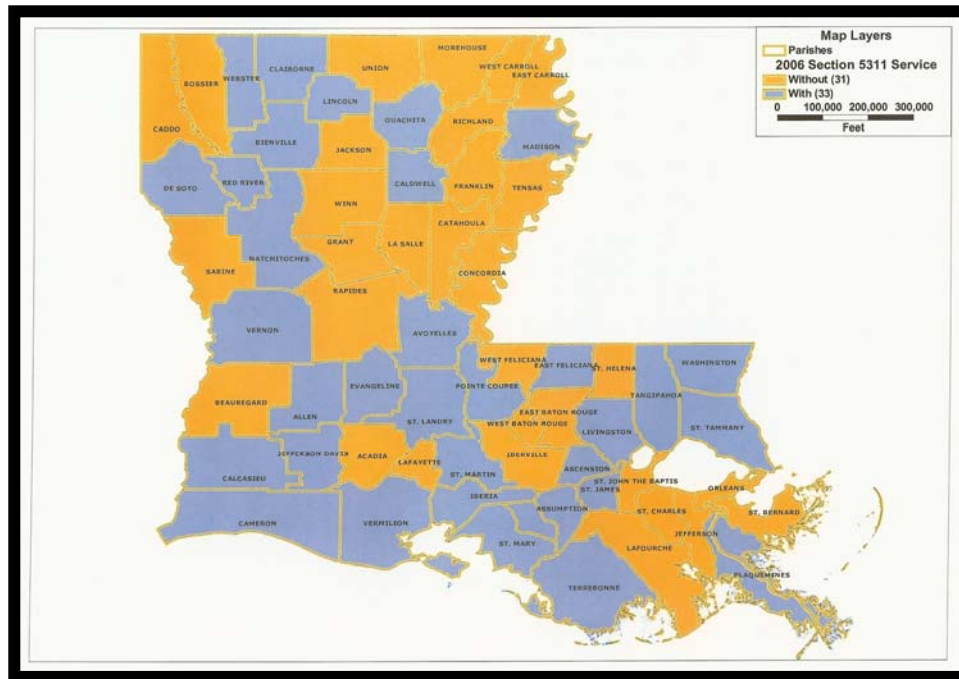 Map Layers
Parishes
2006 Section 5311 Service
Without (31)
With (33)
0 100,000 200,000 300,000
Feet
MOREHOUSE
CLAIBORNE
UNION
WEST CARROLL
EAST CARROLL
WEBSTER
BOSSIER
LINCOLN
OUACHITA
RICHLAND
CADDO
BIENVILLE
JACKSON
MADISON
RED RIVER
CALDWELL
FRANKLIN
TENSAS
DE SOTO
WINN
CATAHOULA
GRANT
LA SALLE
NATCHITOCHES
SABINE
CONCORDIA
RAPIDES
VERNON
AVOYELLES
WEST FELICIANA
EAST FELICIANA
ST. HELENA
WASHINGTON
EVANGELINE
POINTE COUPEE
TANGIPAHOA
BEAUREGARD
EAST BATON ROUGE
ALLEN
ST. LANDRY
WEST BATON ROUGE
LIVINGSTON
ST. TAMMANY
JEFFERSON DAVIS
ACADIA
LAFAYETTE
IBERVILLE
ST. MARTIN
ASCENSION
CALCASIEU
ST. JOHN THE BAPTIS
ST. JAMES
ORLEANS
IBERIA
ASSUMPTION
ST. CHARLES
ST. BERNARD
CAMERON
VERMILION
JEFFERSON
ST. MARY
LAFOURCHE
PLAQUEMINES
TERREBONNE